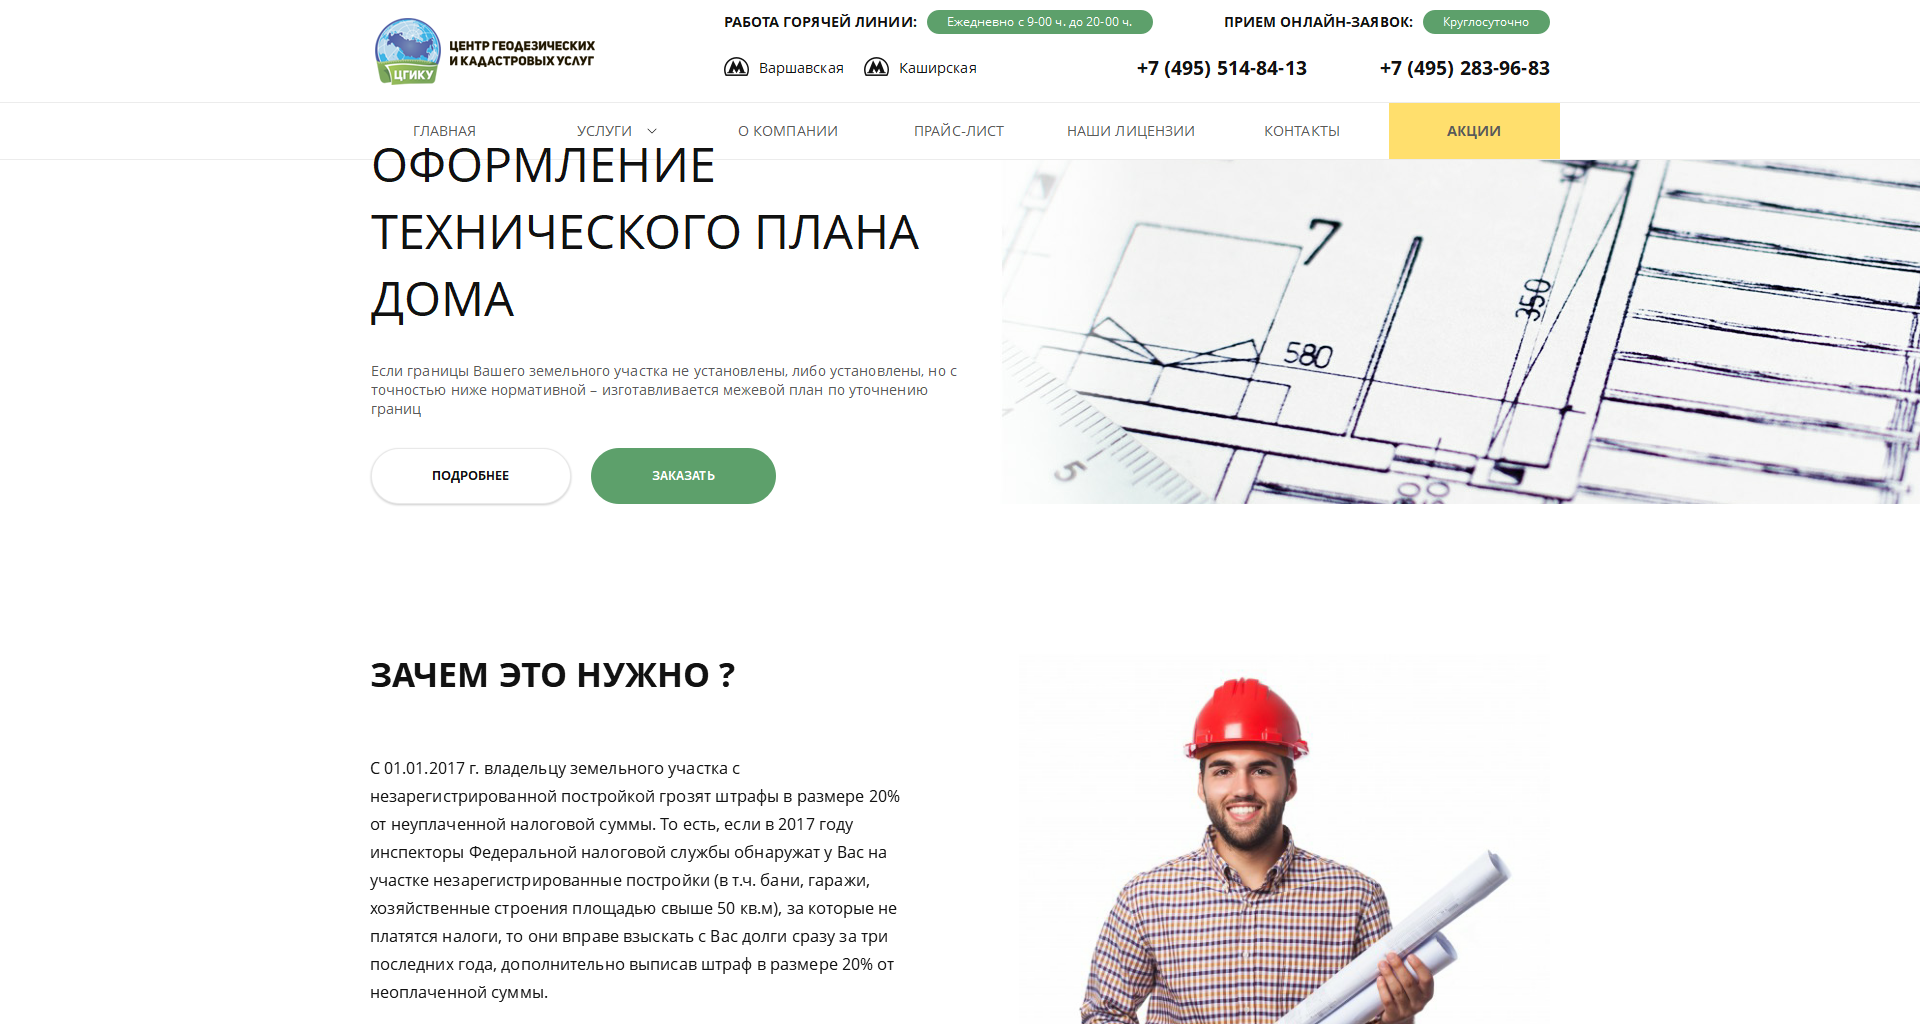 ЦГИКУ
ЦЕНТР ГЕОДЕЗИЧЕСКИХ
И КАДАСТРОВЫХ УСЛУГ
РАБОТА ГОРЯЧЕЙ ЛИНИИ: Ежедневно с 9-00 ч. до 20-00 ч.
ПРИЕМ ОНЛАЙН-ЗАЯВОК: Круглосуточно
Варшавская Каширская
+7 (495) 514-84-13 +7 (495) 283-96-83
ГЛАВНАЯ УСЛУГИ О КОМПАНИИ ПРАЙС-ЛИСТ НАШИ ЛИЦЕНЗИИ КОНТАКТЫ АКЦИИ
ОФОРМЛЕНИЕ
ТЕХНИЧЕСКОГО ПЛАНА
ДОМА
Если границы Вашего земельного участка не установлены, либо установлены, но с
точностью ниже нормативной – изготавливается межевой план по уточнению
границ
ПОДРОБНЕЕ ЗАКАЗАТЬ
7
350
580
5
ЗАЧЕМ ЭТО НУЖНО ?
С 01.01.2017 г. владельцу земельного участка с
незарегистрированной постройкой грозят штрафы в размере 20%
от неуплаченной налоговой суммы. То есть, если в 2017 году
инспекторы Федеральной налоговой службы обнаружат у Вас на
участке незарегистрированные постройки (в т.ч. бани, гаражи,
хозяйственные строения площадью свыше 50 кв.м), за которые не
платятся налоги, то они вправе взыскать с Вас долги сразу за три
последних года, дополнительно выписав штраф в размере 20% от
неоплаченной суммы.